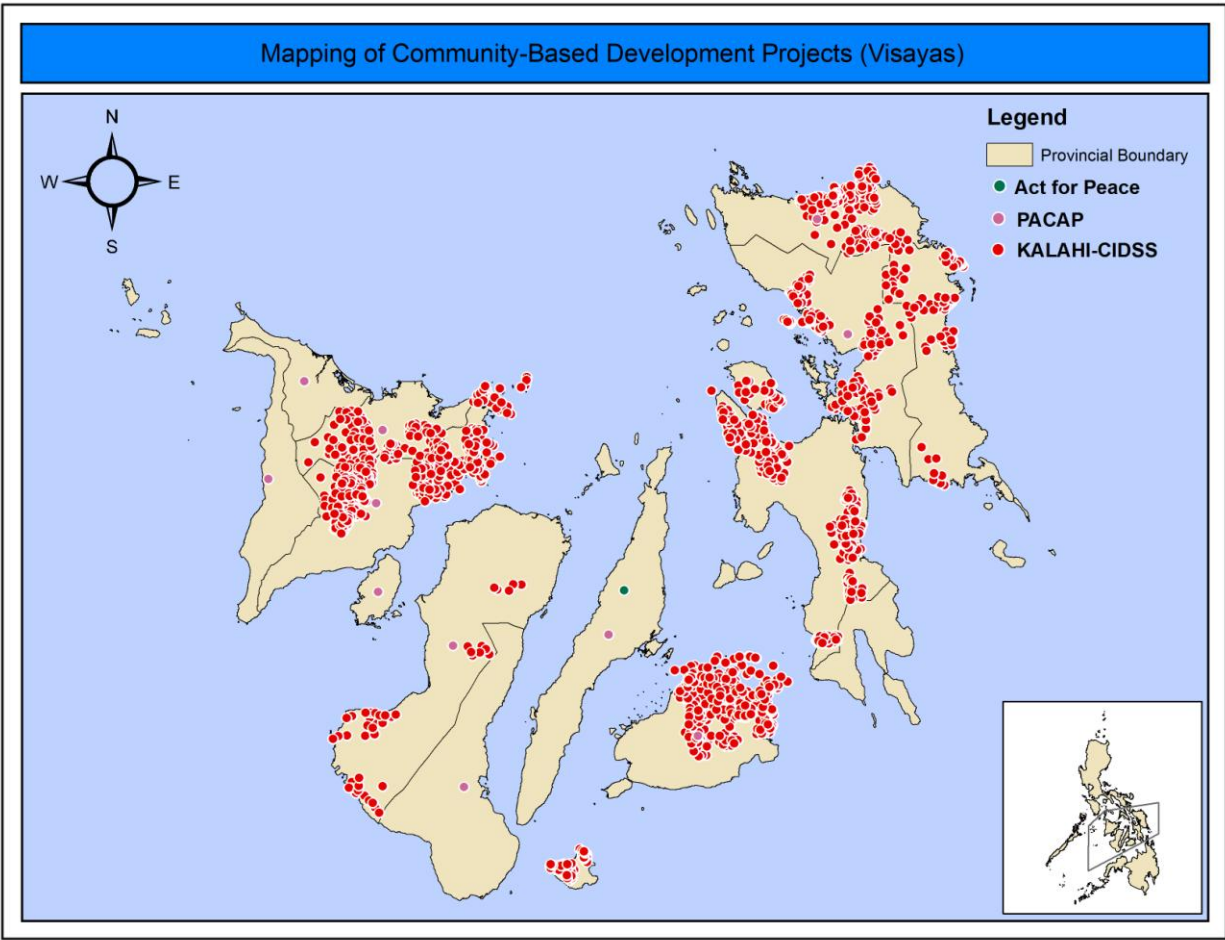 Mapping of Community-Based Development Projects (Visayas)
N
W E
S
Legend
Provincial Boundary
Act for Peace
PACAP
KALAHI-CIDSS